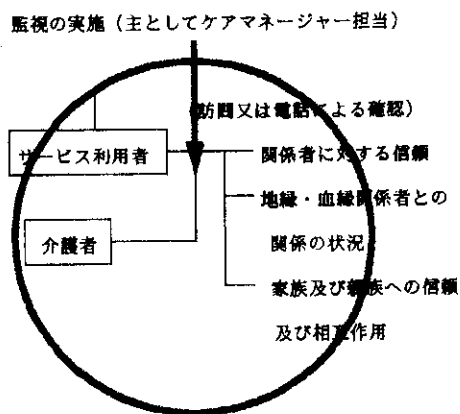 監視の実施（主としてケアマネージャー担当）
（訪問又は電話による確認）
サービス利用者
関係者に対する信頼
地縁・血縁関係者との
介護者
関係の状況
家族及び親族への信頼
及び相互作用